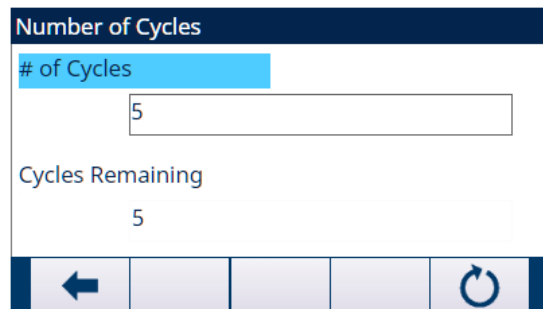 Number of Cycles
# of Cycles
5
Cycles Remaining
5